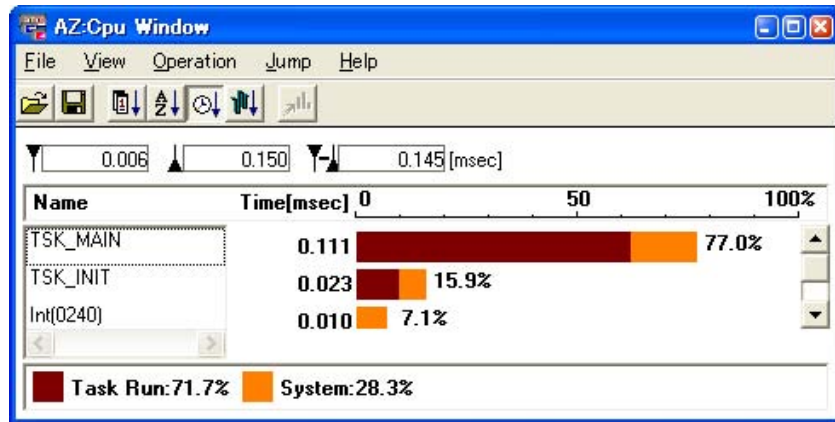 AZ:Cpu Window
File View Operation Jump Help
0.006 0.150 0.145 [msec]
Name Time[msec] 0 50 100%
TSK_MAIN 0.111 77.0%
TSK_INIT 0.023 15.9%
Int(0240) 0.010 7.1%
Task Run:71.7% System:28.3%